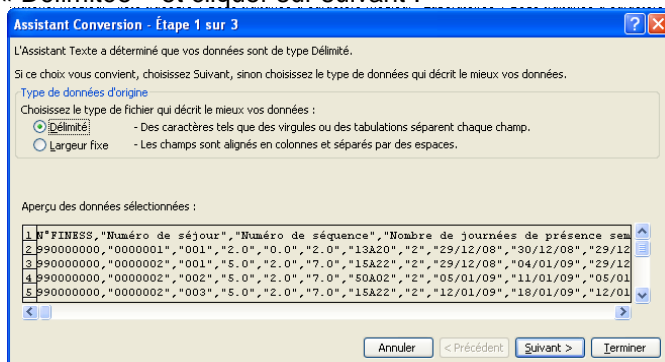 « Délimitées » et cliquer sur suivant :
Assistant Conversion - Étape 1 sur 3
L'Assistant Texte a déterminé que vos données sont de type Délimité.
Si ce choix vous convient, choisissez Suivant, sinon choisissez le type de données qui décrit le mieux vos données.
Type de données d'origine
Choisissez le type de fichier qui décrit le mieux vos données :
Délimité - Des caractères tels que des virgules ou des tabulations séparent chaque champ.
Largeur fixe - Les champs sont alignés en colonnes et séparés par des espaces.
Aperçu des données sélectionnées :
1 N°FINESS,"Numéro de séjour","Numéro de séquence","Nombre de journées de présence sem
2 990000000,"0000001","001","2.0","0.0","2.0","13A20","2","29/12/08","30/12/08","29/12
3 990000000,"0000002","001","5.0","2.0","7.0","15A22","2","29/12/08","04/01/09","29/12
4 990000000,"0000002","002","5.0","2.0","7.0","50A02","2","05/01/09","11/01/09","05/01
5 990000000,"0000002","003","5.0","2.0","7.0","15A22","2","12/01/09","18/01/09","12/01
Annuler < Précédent Suivant > Terminer